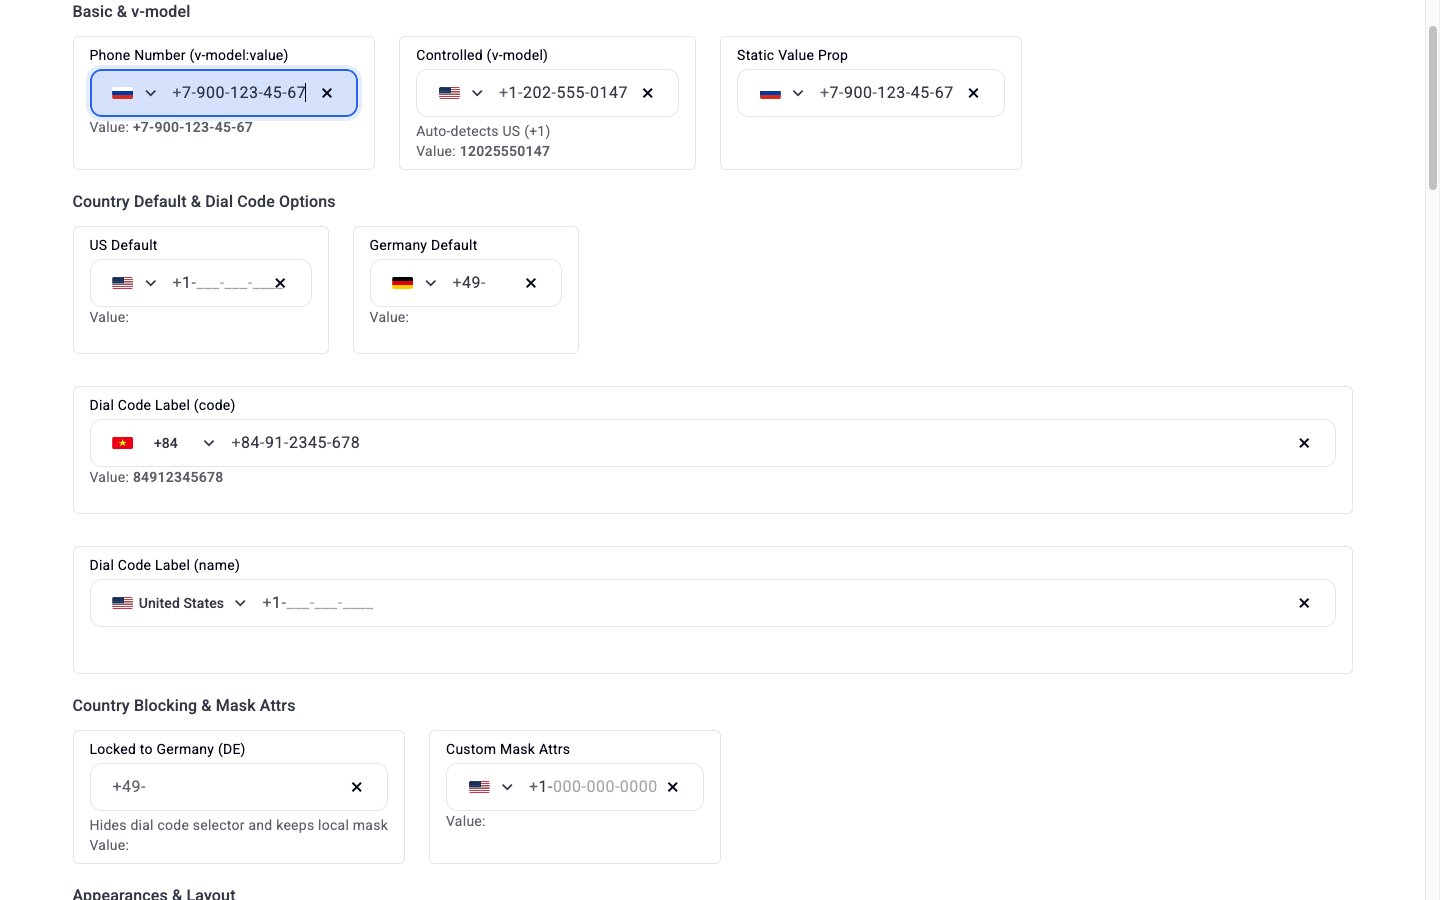 Basic & v-model
Phone Number (v-model:value)
+7-900-123-45-67
Value: +7-900-123-45-67
Controlled (v-model)
+1-202-555-0147
Auto-detects US (+1)
Value: 12025550147
Static Value Prop
+7-900-123-45-67
Country Default & Dial Code Options
US Default
+1-___-___-____
Value:
Germany Default
+49-
Value:
Dial Code Label (code)
+84 +84-91-2345-678
Value: 84912345678
Dial Code Label (name)
United States +1-___-___-____
Country Blocking & Mask Attrs
Locked to Germany (DE)
+49-
Hides dial code selector and keeps local mask
Value:
Custom Mask Attrs
+1-000-000-0000
Value:
Appearances & Layout